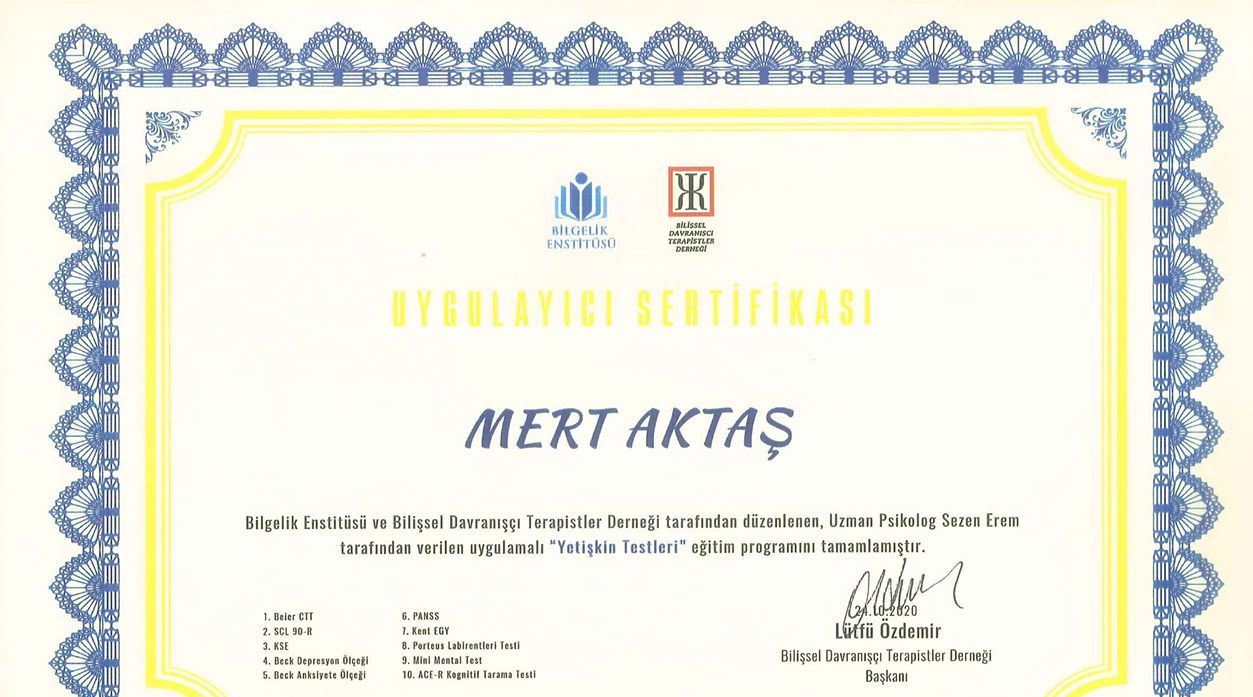 BİLGELİK
ENSTİTÜSÜ
BİLİŞSEL
DAVRANIŞCI
TERAPİSTLER
DERNEĞİ
UYGULAYICI SERTİFİKASI
MERT AKTAŞ
Bilgelik Enstitüsü ve Bilişsel Davranışçı Terapistler Derneği tarafından düzenlenen, Uzman Psikolog Sezen Erem
tarafından verilen uygulamalı “Yetişkin Testleri” eğitim programını tamamlamıştır.
1. Beier CTT
2. SCL 90-R
3. KSE
4. Beck Depresyon Ölçeği
5. Beck Anksiyete Ölçeği
6. PANSS
7. Kent EGY
8. Porteus Labirentleri Testi
9. Mini Mental Test
10. ACE-R Kognitif Tarama Testi
24.10.2020
Lütfü Özdemir
Bilişsel Davranışçı Terapistler Derneği
Başkanı